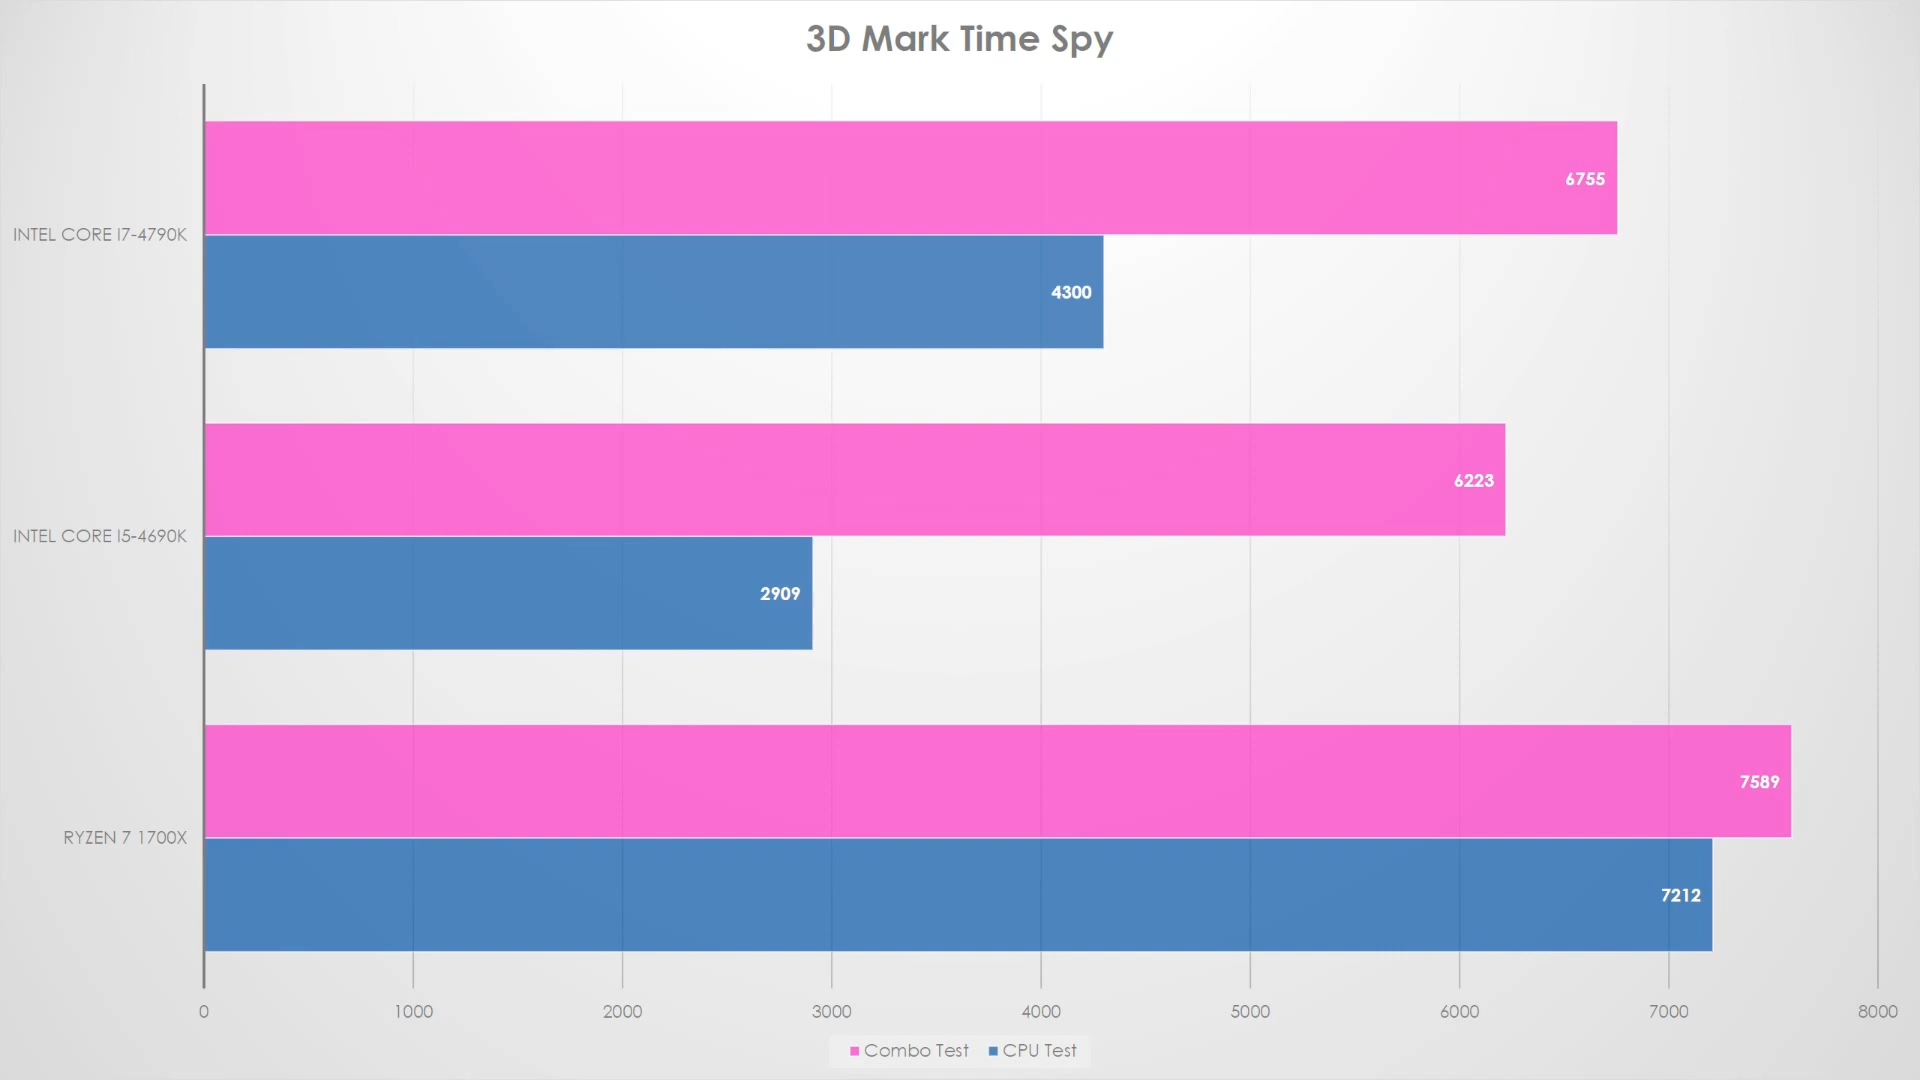 3D Mark Time Spy
6755
INTEL CORE I7-4790K
4300
6223
INTEL CORE I5-4690K
2909
7589
RYZEN 7 1700X
7212
0 1000 2000 3000 4000 5000 6000 7000 8000
Combo Test CPU Test